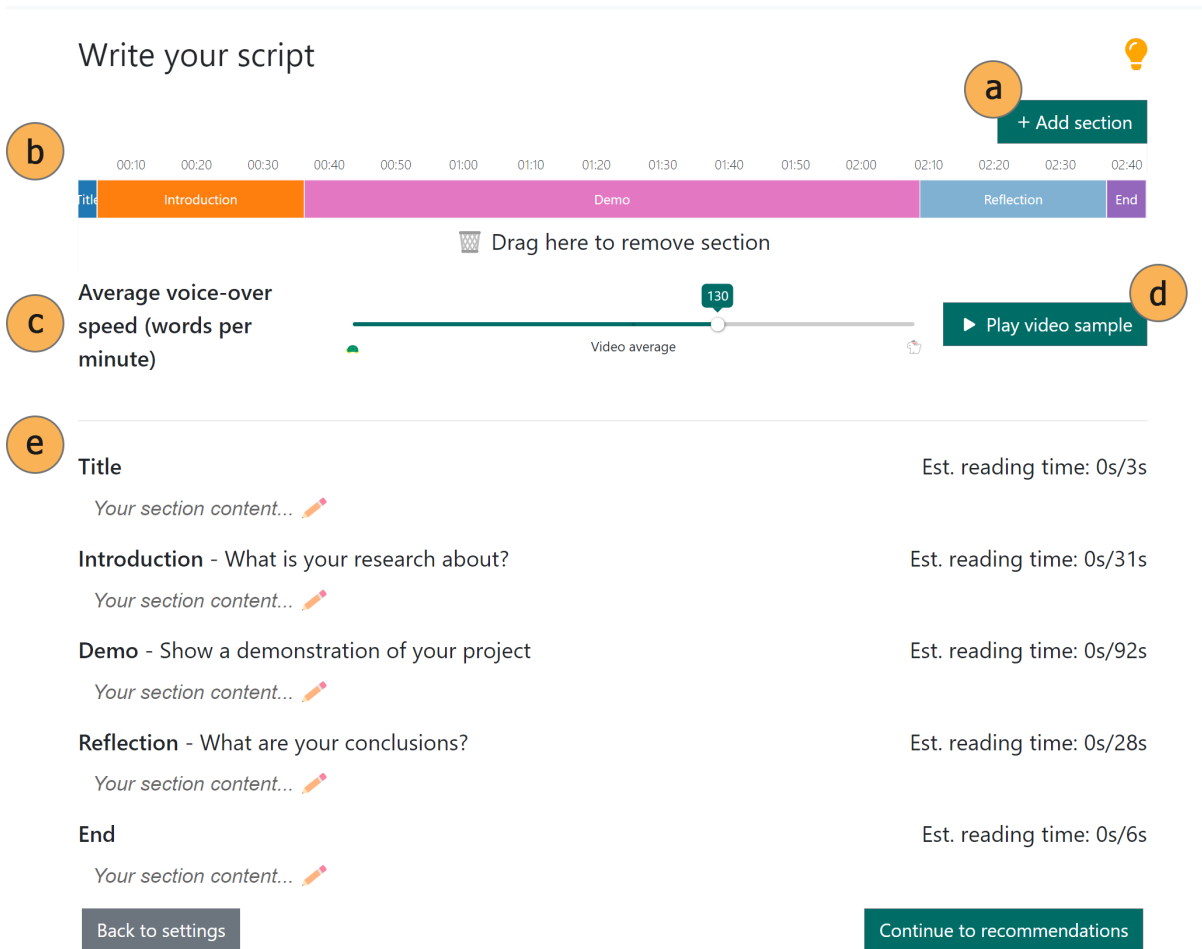 Write your script
a
+ Add section
b
00:10 00:20 00:30 00:40 00:50 01:00 01:10 01:20 01:30 01:40 01:50 02:00 02:10 02:20 02:30 02:40
Title Introduction Demo Reflection End
Drag here to remove section
c
Average voice-over
speed (words per
minute)
130
Video average
d
Play video sample
e
Title Est. reading time: 0s/3s
Your section content...
Introduction - What is your research about? Est. reading time: 0s/31s
Your section content...
Demo - Show a demonstration of your project Est. reading time: 0s/92s
Your section content...
Reflection - What are your conclusions? Est. reading time: 0s/28s
Your section content...
End Est. reading time: 0s/6s
Your section content...
Back to settings Continue to recommendations